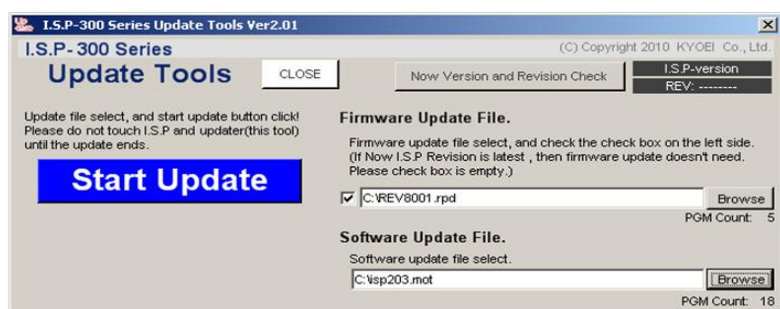 I.S.P-300 Series Update Tools Ver2.01
I.S.P- 300 Series
(C) Copyright 2010 KYOEI Co., Ltd.
Update Tools
CLOSE
Now Version and Revision Check
I.S.P-version
REV: --------
Update file select, and start update button click!
Please do not touch I.S.P and updater(this tool)
until the update ends.
Start Update
Firmware Update File.
Firmware update file select, and check the check box on the left side.
(If Now I.S.P Revision is latest , then firmware update doesn't need.
Please check box is empty.)
C:\REV8001.rpd
Browse
PGM Count: 5
Software Update File.
Software update file select.
C:\isp203.mot
Browse
PGM Count: 18